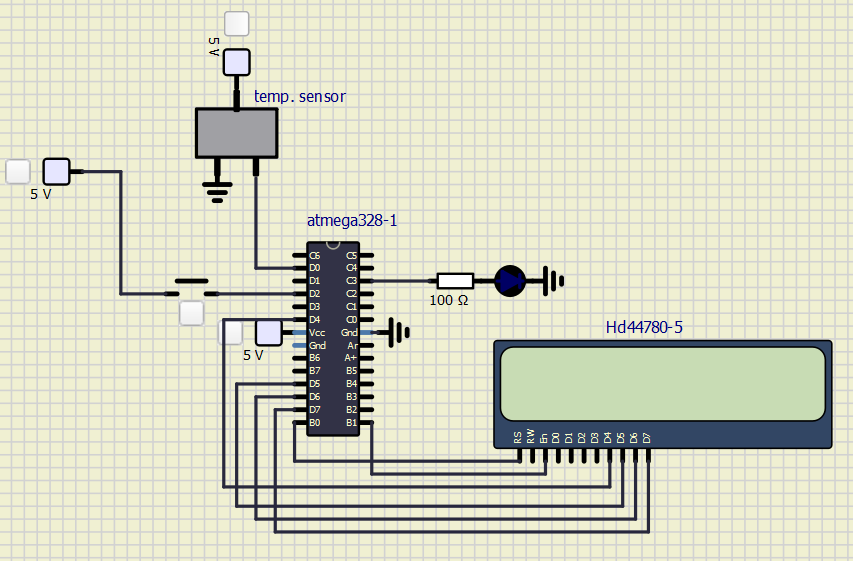 5 V
temp. sensor
5 V
atmega328-1
C6 C5
D0 C4
D1 C3
D2 C2
D3 C1
D4 C0
Vcc Gnd
Gnd Ar
B6 A+
B7 B5
D5 B4
D6 B3
D7 B2
B0 B1
100 Ω
5 V
Hd44780-5
RS RW En D0 D1 D2 D3 D4 D5 D6 D7